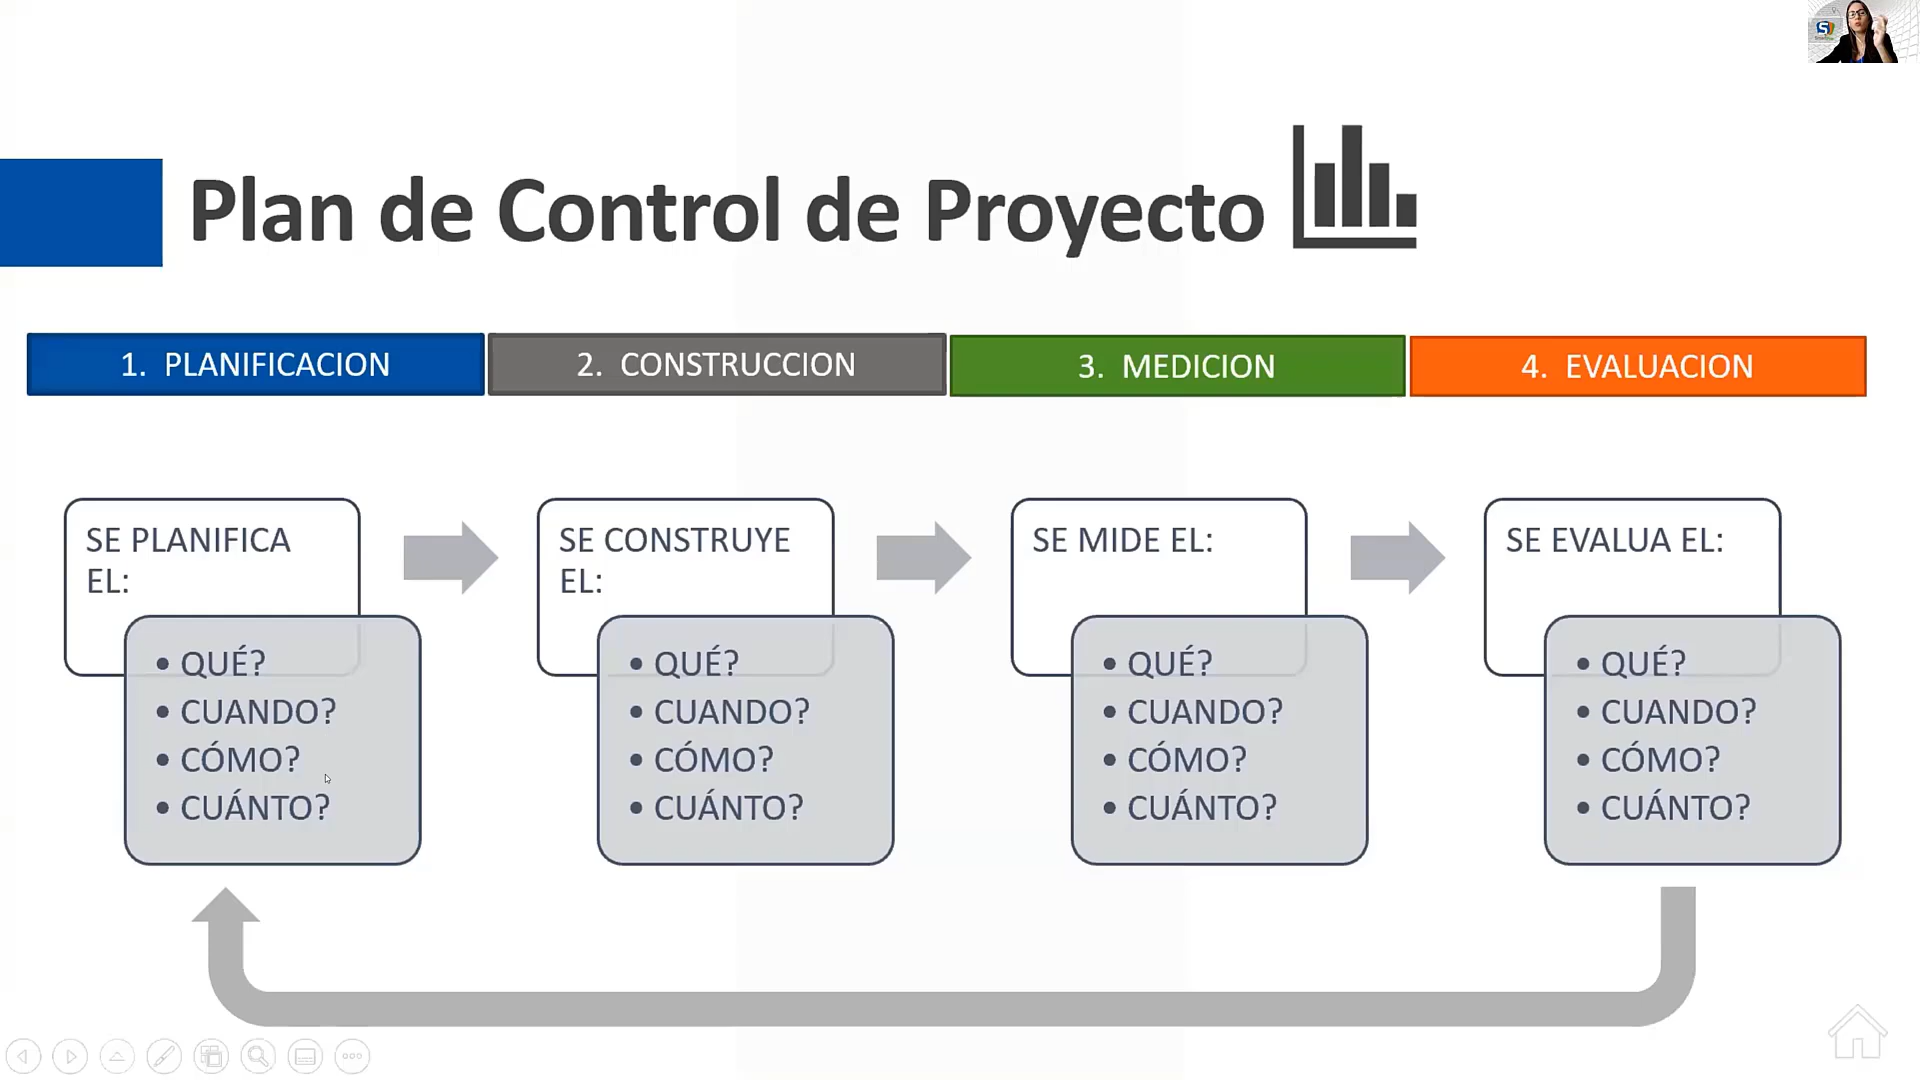 Plan de Control de Proyecto
1. PLANIFICACION
2. CONSTRUCCION
3. MEDICION
4. EVALUACION
SE PLANIFICA
EL:
• QUÉ?
• CUANDO?
• CÓMO?
• CUÁNTO?
SE CONSTRUYE
EL:
• QUÉ?
• CUANDO?
• CÓMO?
• CUÁNTO?
SE MIDE EL:
• QUÉ?
• CUANDO?
• CÓMO?
• CUÁNTO?
SE EVALUA EL:
• QUÉ?
• CUANDO?
• CÓMO?
• CUÁNTO?